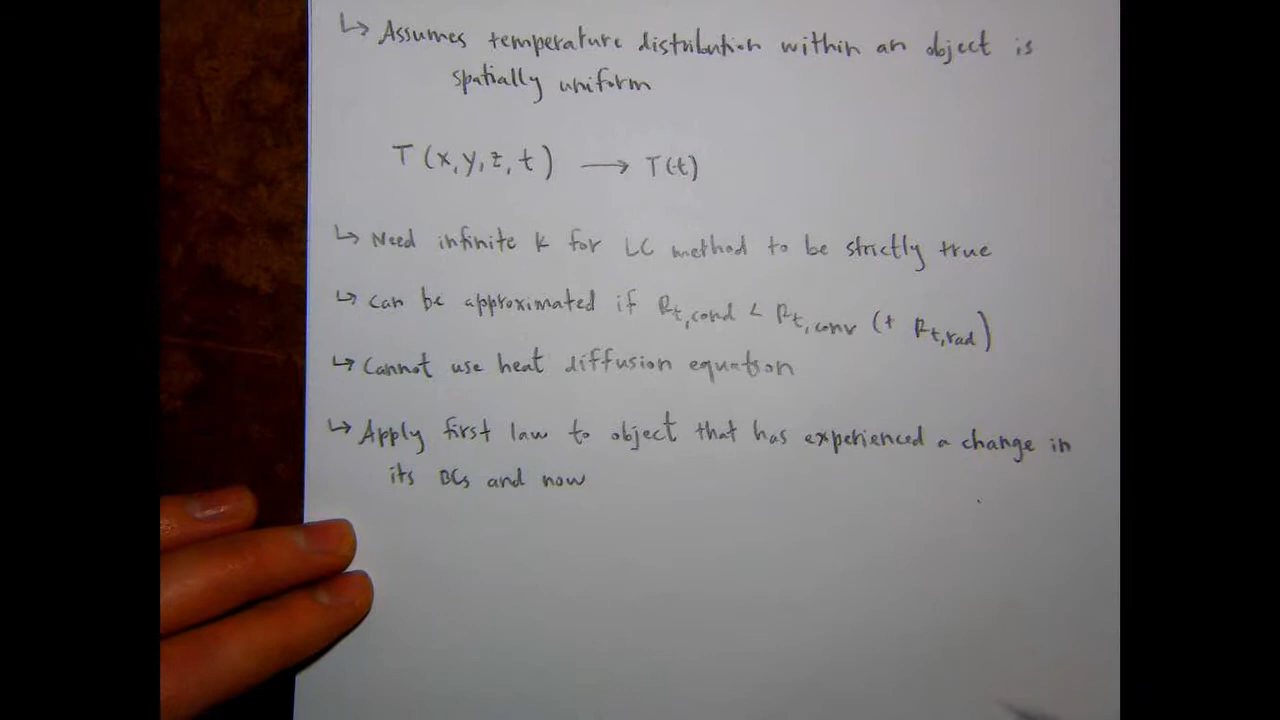 ↳ Assumes temperature distribution within an object is
spatially uniform
T(x,y,z,t) → T(t)
↳ Need infinite k for LC method to be strictly true
↳ can be approximated if Rt,cond < Rt,conv (+ Rt,rad)
↳ Cannot use heat diffusion equation
↳ Apply first law to object that has experienced a change in
its BCs and now